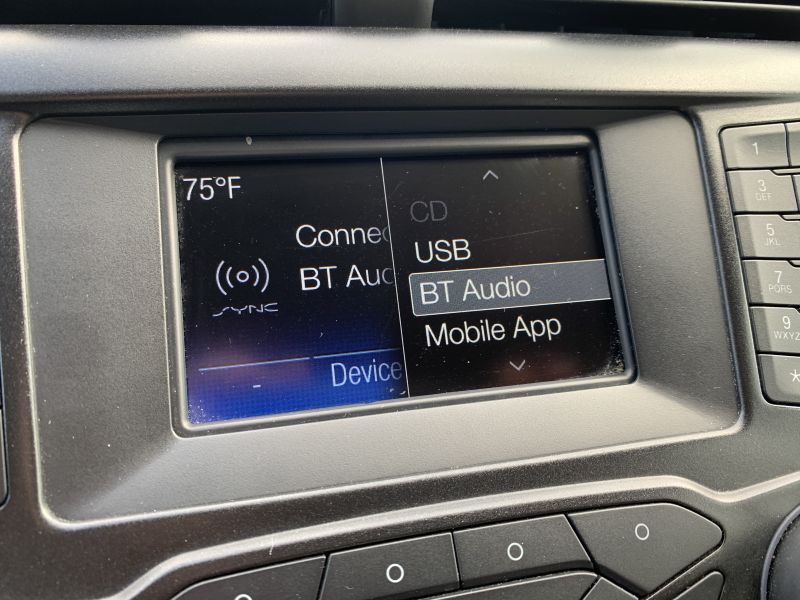 75°F
Connec
BT Aud
SYNC
-
Device
CD
USB
BT Audio
Mobile App
1
3
DEF
5
JKL
7
PQRS
9
WXYZ
*